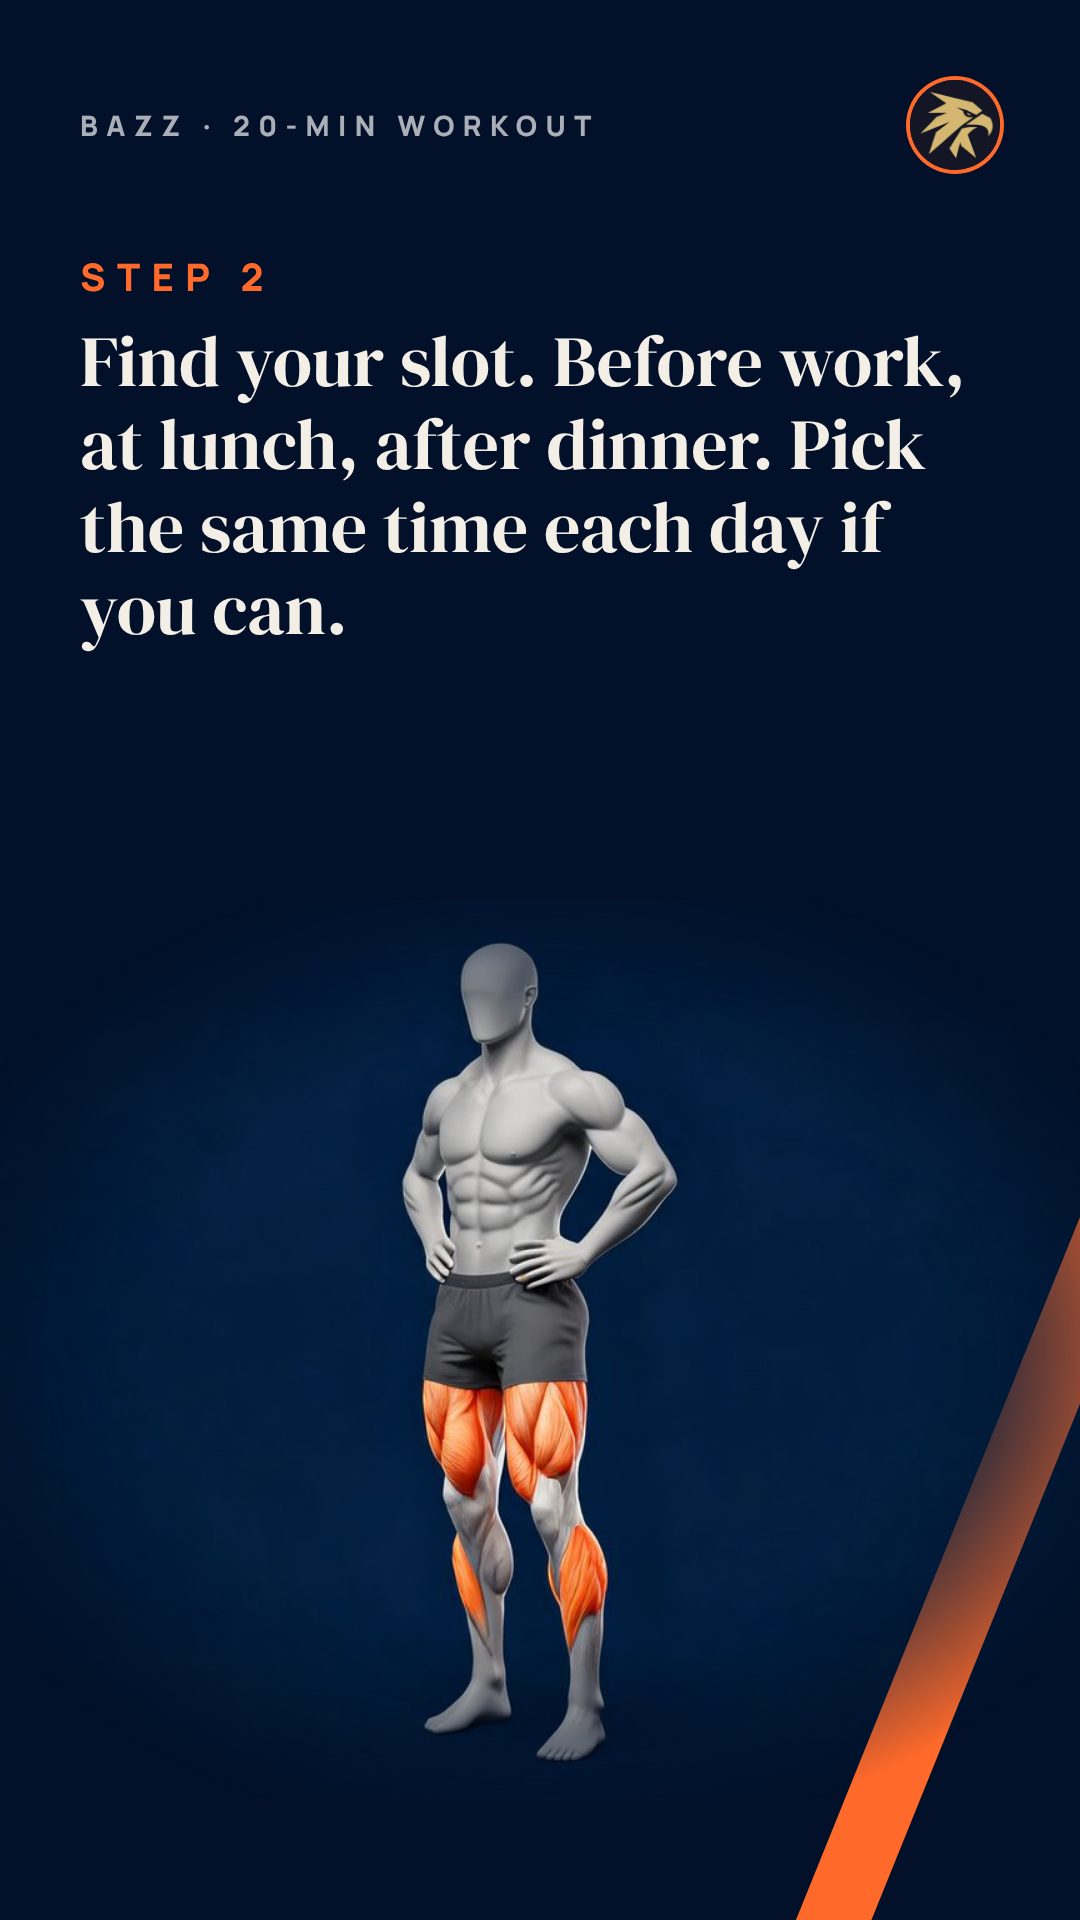 BAZZ · 20-MIN WORKOUT
STEP 2
Find your slot. Before work,
at lunch, after dinner. Pick
the same time each day if
you can.